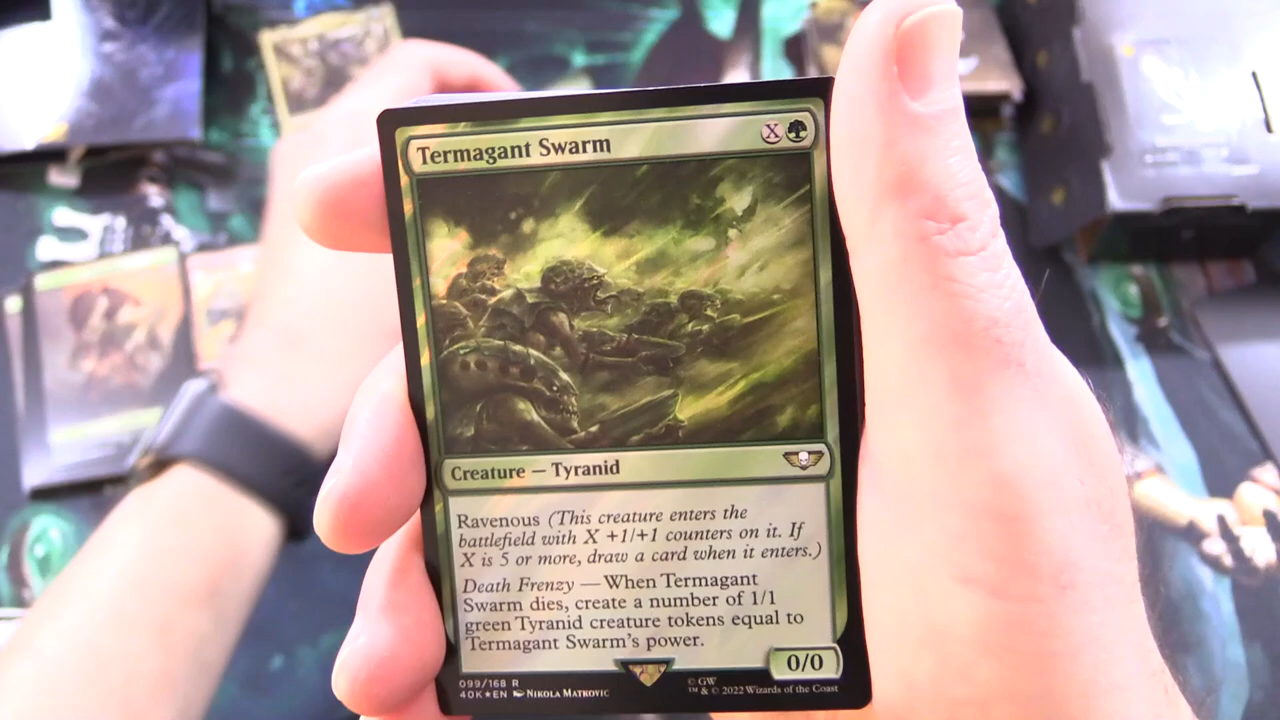 Termagant Swarm X
Creature — Tyranid
Ravenous (This creature enters the
battlefield with X +1/+1 counters on it. If
X is 5 or more, draw a card when it enters.)
Death Frenzy — When Termagant
Swarm dies, create a number of 1/1
green Tyranid creature tokens equal to
Termagant Swarm's power.
0/0
099/168 R
40K★EN Nikola Matkovic
© GW
™ & © 2022 Wizards of the Coast